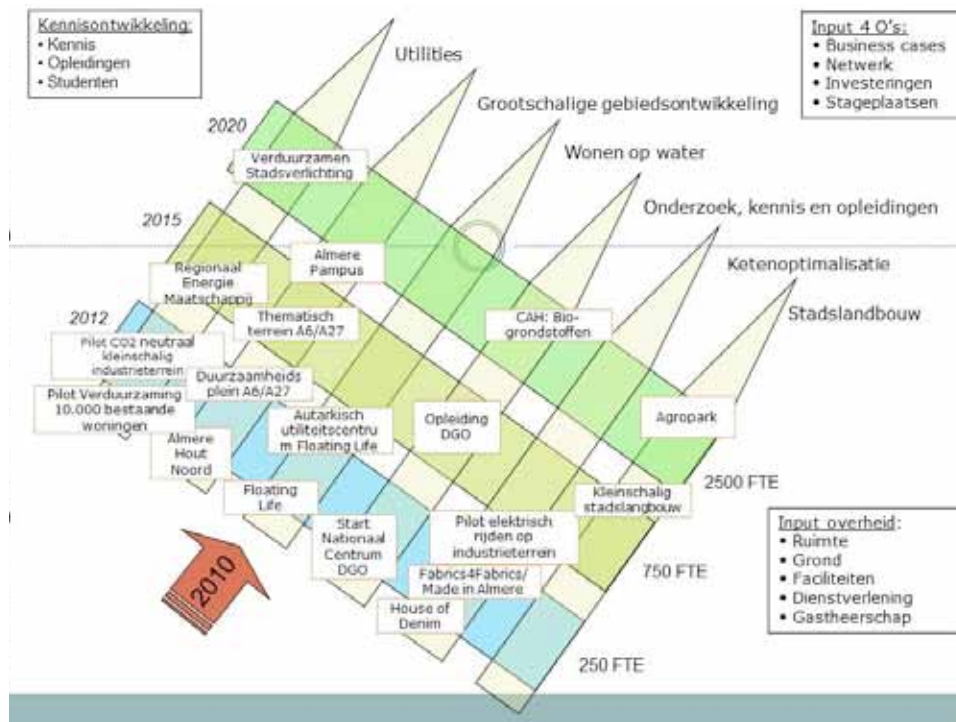 Kennisontwikkeling:
• Kennis
• Opleidingen
• Studenten
Input 4 O's:
• Business cases
• Netwerk
• Investeringen
• Stageplaatsen
Utilities
Grootschalige gebiedsontwikkeling
Wonen op water
Onderzoek, kennis en opleidingen
Ketenoptimalisatie
Stadslandbouw
2020
Verduurzamen
Stadsverlichting
2015
Regionaal
Energie
Maatschappij
Almere
Pampus
Thematisch
terrein A6/A27
CAH: Bio-
grondstoffen
2012
Pilot CO2 neutraal
kleinschalig
industrieterrein
Duurzaamheids
plein A6/A27
Pilot Verduurzaming
10.000 bestaande
woningen
Autarkisch
utiliteitscentru
m Floating Life
Opleiding
DGO
Agropark
Almere
Hout
Noord
Floating
Life
Kleinschalig
stadslangbouw
2500 FTE
Start
Nationaal
Centrum
DGO
Pilot elektrisch
rijden op
industrieterrein
Fabrics4Fabrics/
Made in Almere
750 FTE
House of
Denim
250 FTE
2010
Input overheid:
• Ruimte
• Grond
• Faciliteiten
• Dienstverlening
• Gastheerschap